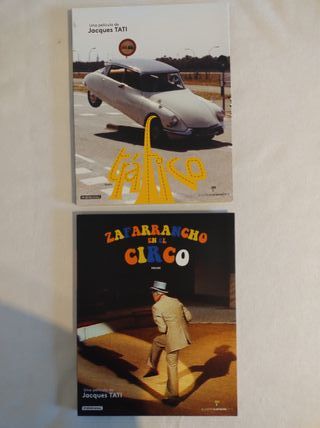 Una película de
Jacques TATI
tráfico
ZAFARRANCHO
EN EL
CIRCO
Una película de
Jacques TATI